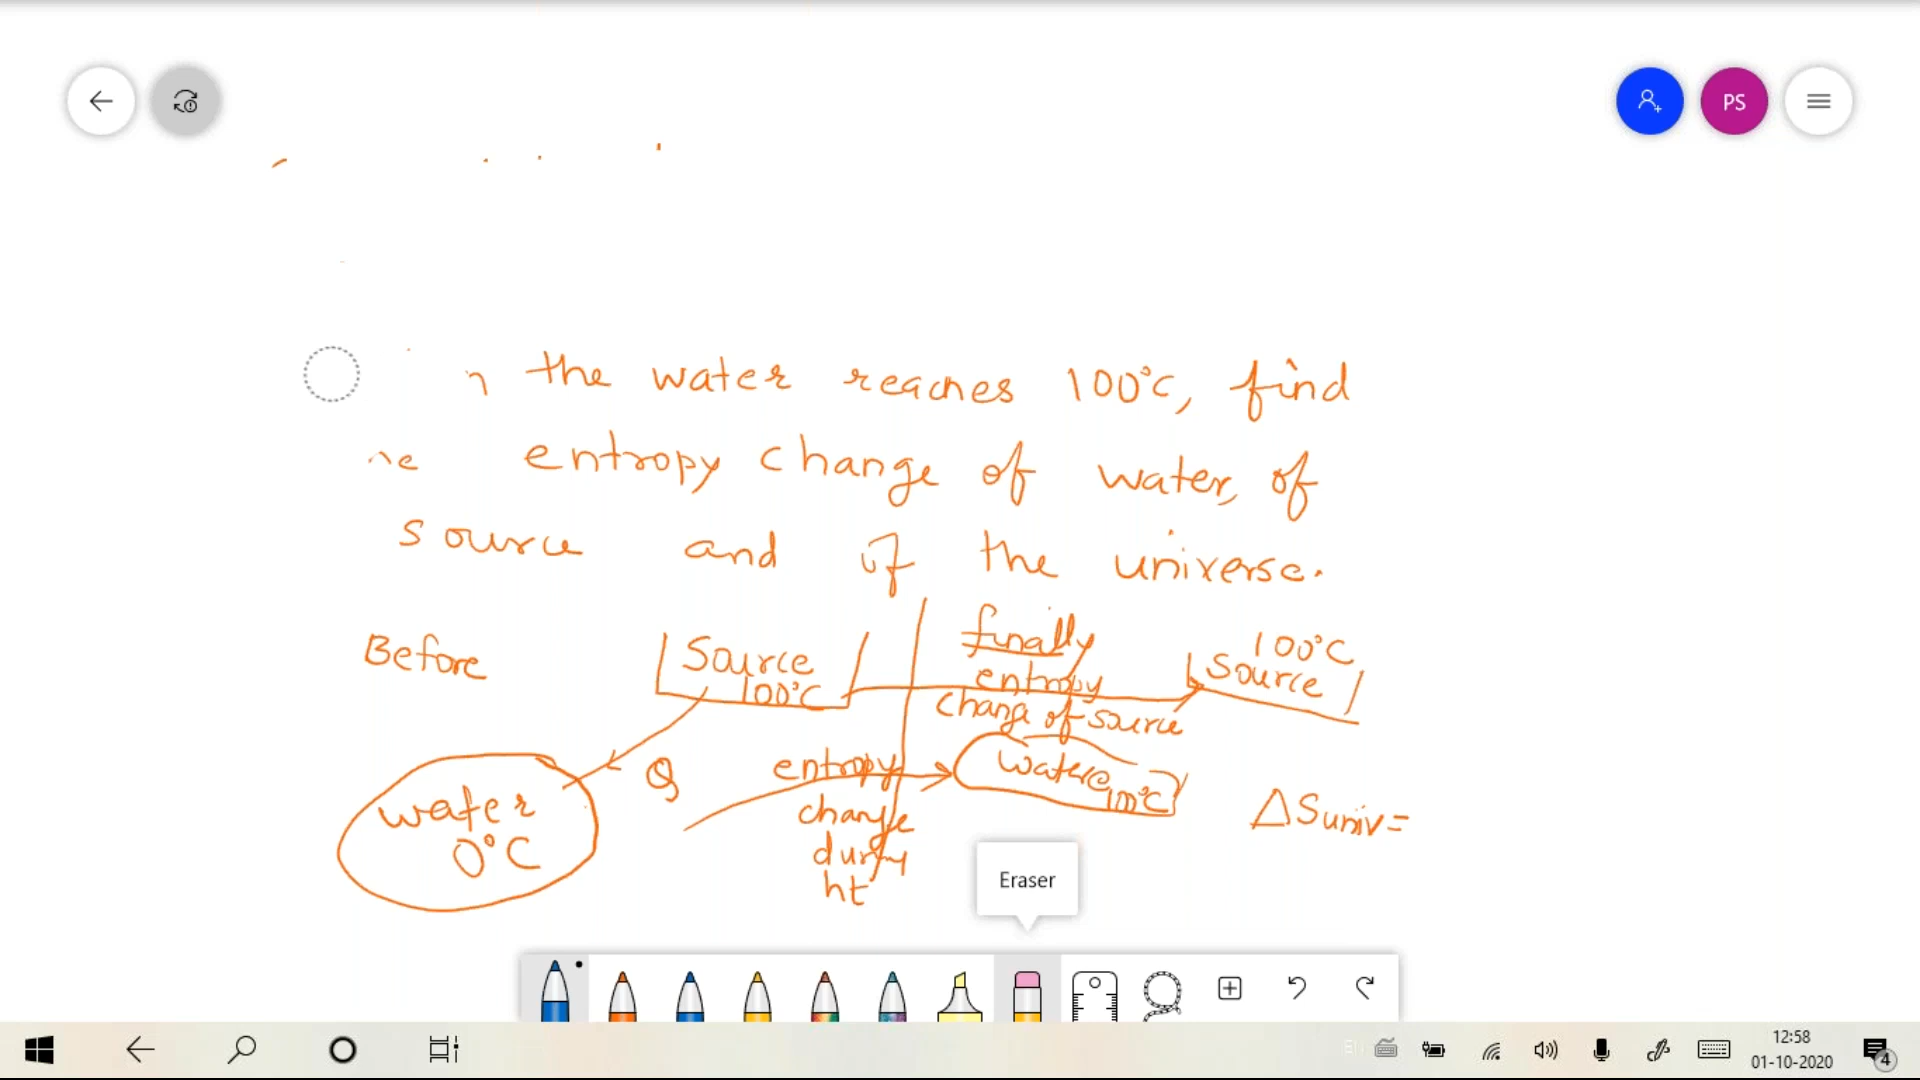 PS
the water reaches 100°C, find
entropy change of water, of
source and of the universe.
Before
Source
100°C
finally
entropy
change of source
100°C
Source
water
0°C
Q
entropy
change
during
ht
water
100°C
ΔSuniv=
Eraser
12:58
01-10-2020
4